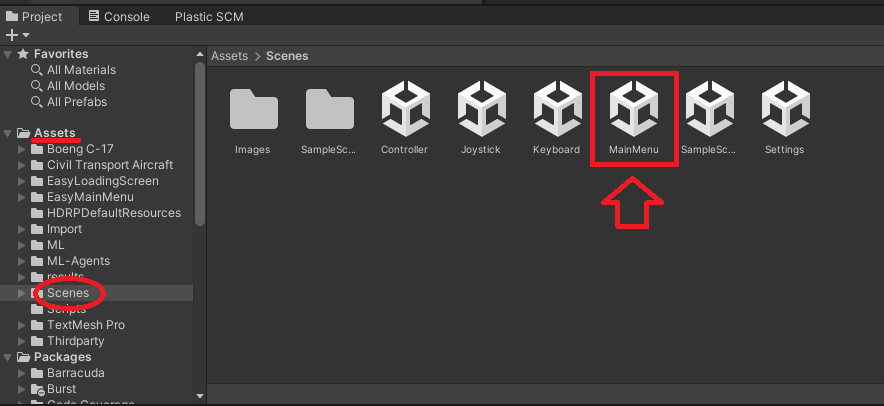 Project
Console
Plastic SCM
Favorites
All Materials
All Models
All Prefabs
Assets
Boeng C-17
Civil Transport Aircraft
EasyLoadingScreen
EasyMainMenu
HDRPDefaultResources
Import
ML
ML-Agents
results
Scenes
Scripts
TextMesh Pro
Thirdparty
Packages
Barracuda
Burst
Code Coverage
Assets > Scenes
Images
SampleSc...
Controller
Joystick
Keyboard
MainMenu
SampleSc...
Settings